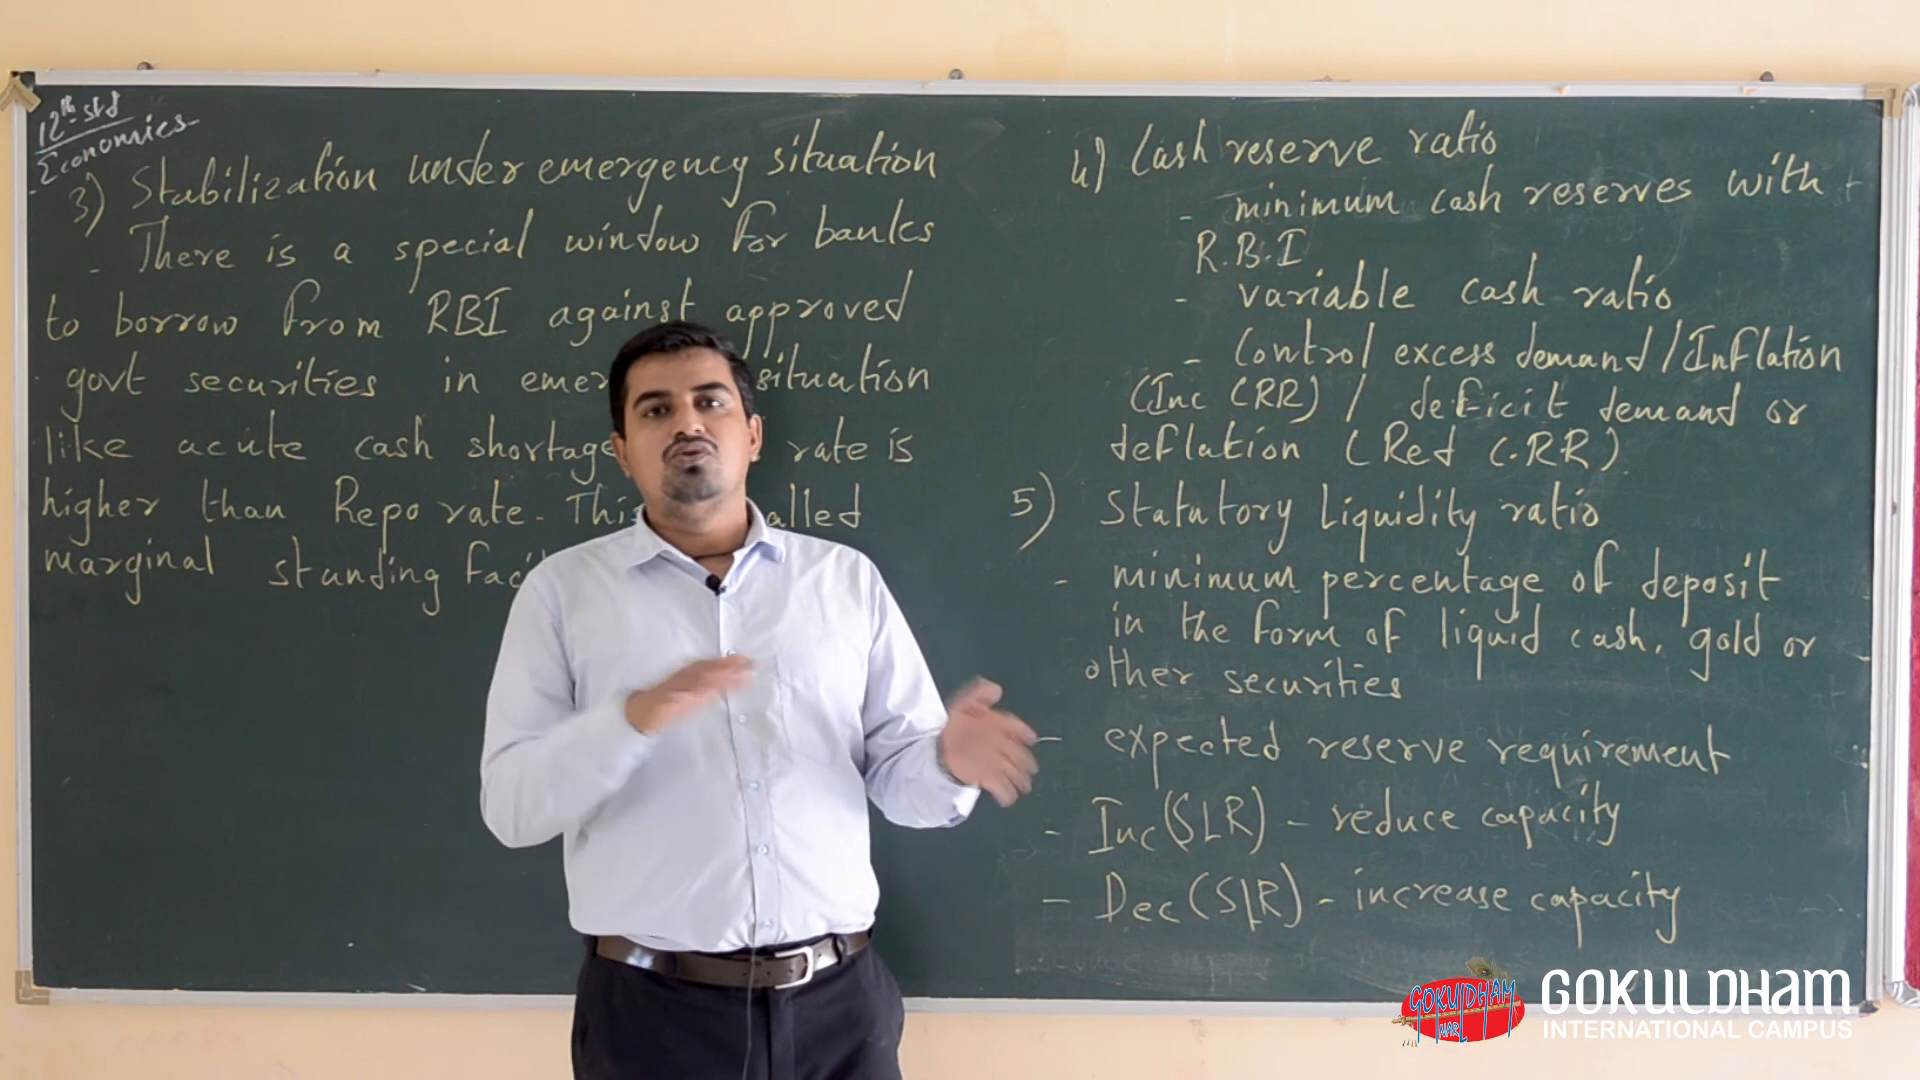 12th std
Economics
3) Stabilization under emergency situation
- There is a special window for banks
to borrow from RBI against approved
govt securities in situation
like acute cash shortage rate is
higher than Repo rate. This
marginal standing
4) Cash reserve ratio
- minimum cash reserves with
R.B.I
- variable cash ratio
- Control excess demand / Inflation
(Inc CRR) / deficit demand or
deflation (Red C.RR)
5) Statutory Liquidity ratio
- minimum percentage of deposit
in the form of liquid cash, gold or
other securities
- expected reserve requirement
- Inc (SLR) - reduce capacity
- Dec (SLR) - increase capacity
GOKULDHAM
NAR
GOKULDHAM
INTERNATIONAL CAMPUS